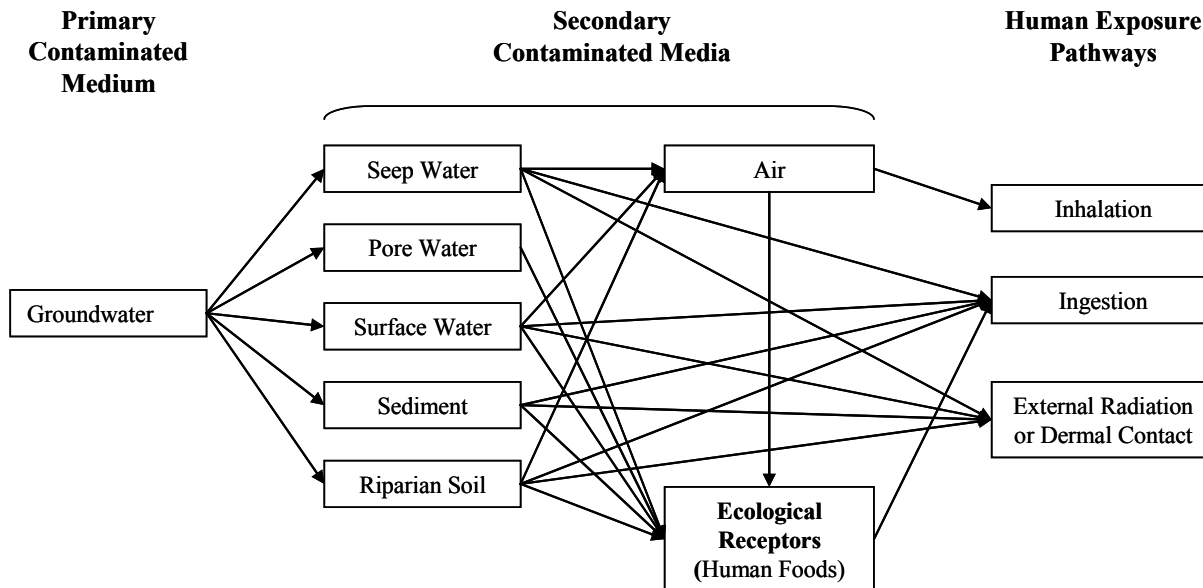 Primary
Contaminated
Medium
Secondary
Contaminated Media
Human Exposure
Pathways
Seep Water
Air
Inhalation
Pore Water
Groundwater
Surface Water
Ingestion
Sediment
External Radiation
or Dermal Contact
Riparian Soil
Ecological
Receptors
(Human Foods)